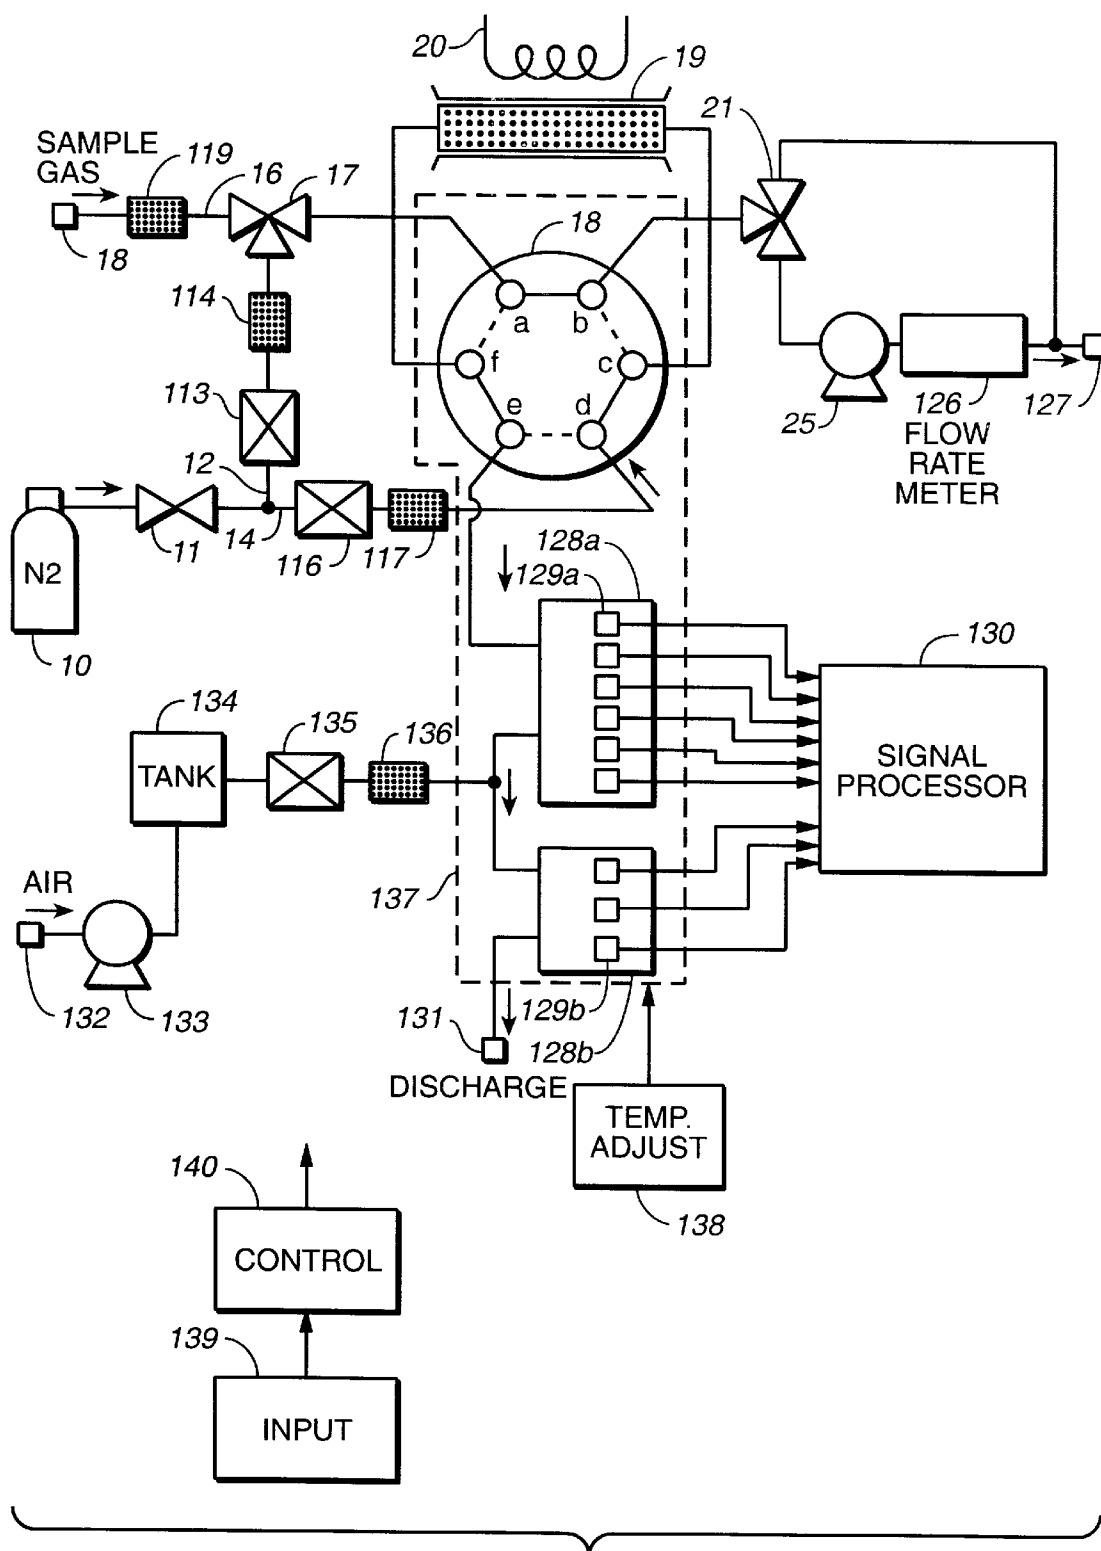 20
19
21
SAMPLE
GAS
119
16
17
18
18
114
a
b
f
c
113
e
d
25
126
127
FLOW
RATE
METER
12
N2
11
14
116
117
10
128a
129a
130
134
135
136
TANK
SIGNAL
PROCESSOR
AIR
137
132
133
131
129b
128b
DISCHARGE
TEMP.
ADJUST
138
140
CONTROL
139
INPUT